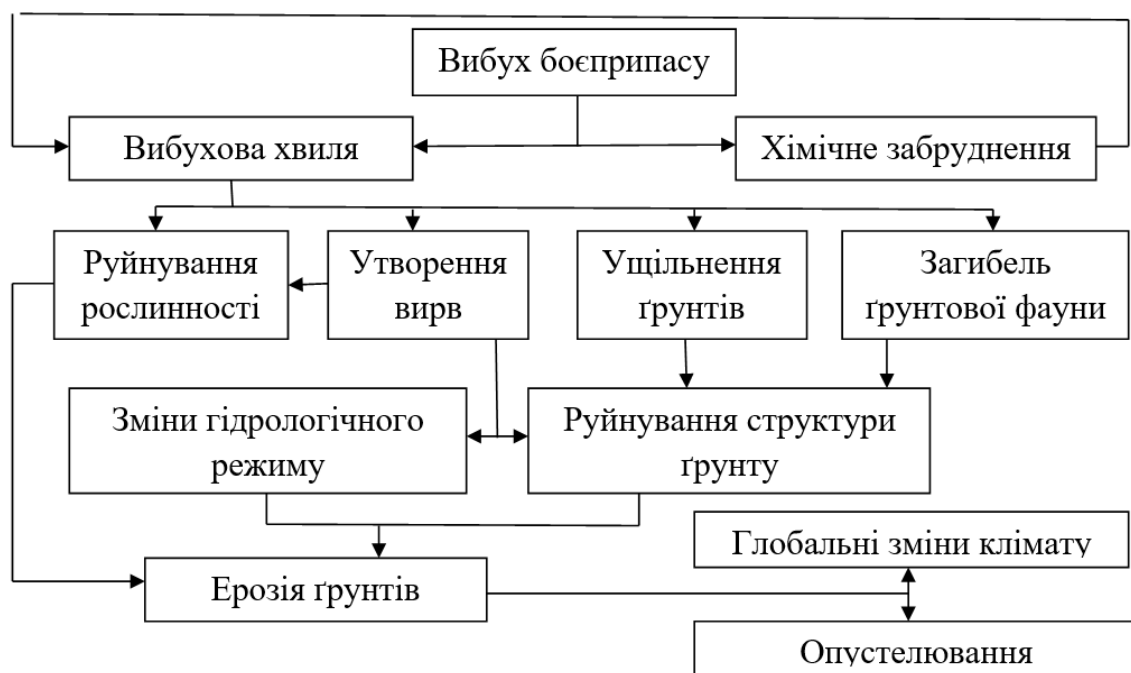 Вибух боєприпасу
Вибухова хвиля
Хімічне забруднення
Руйнування
рослинності
Утворення
вирв
Ущільнення
ґрунтів
Загибель
ґрунтової фауни
Зміни гідрологічного
режиму
Руйнування структури
ґрунту
Глобальні зміни клімату
Ерозія ґрунтів
Опустелювання